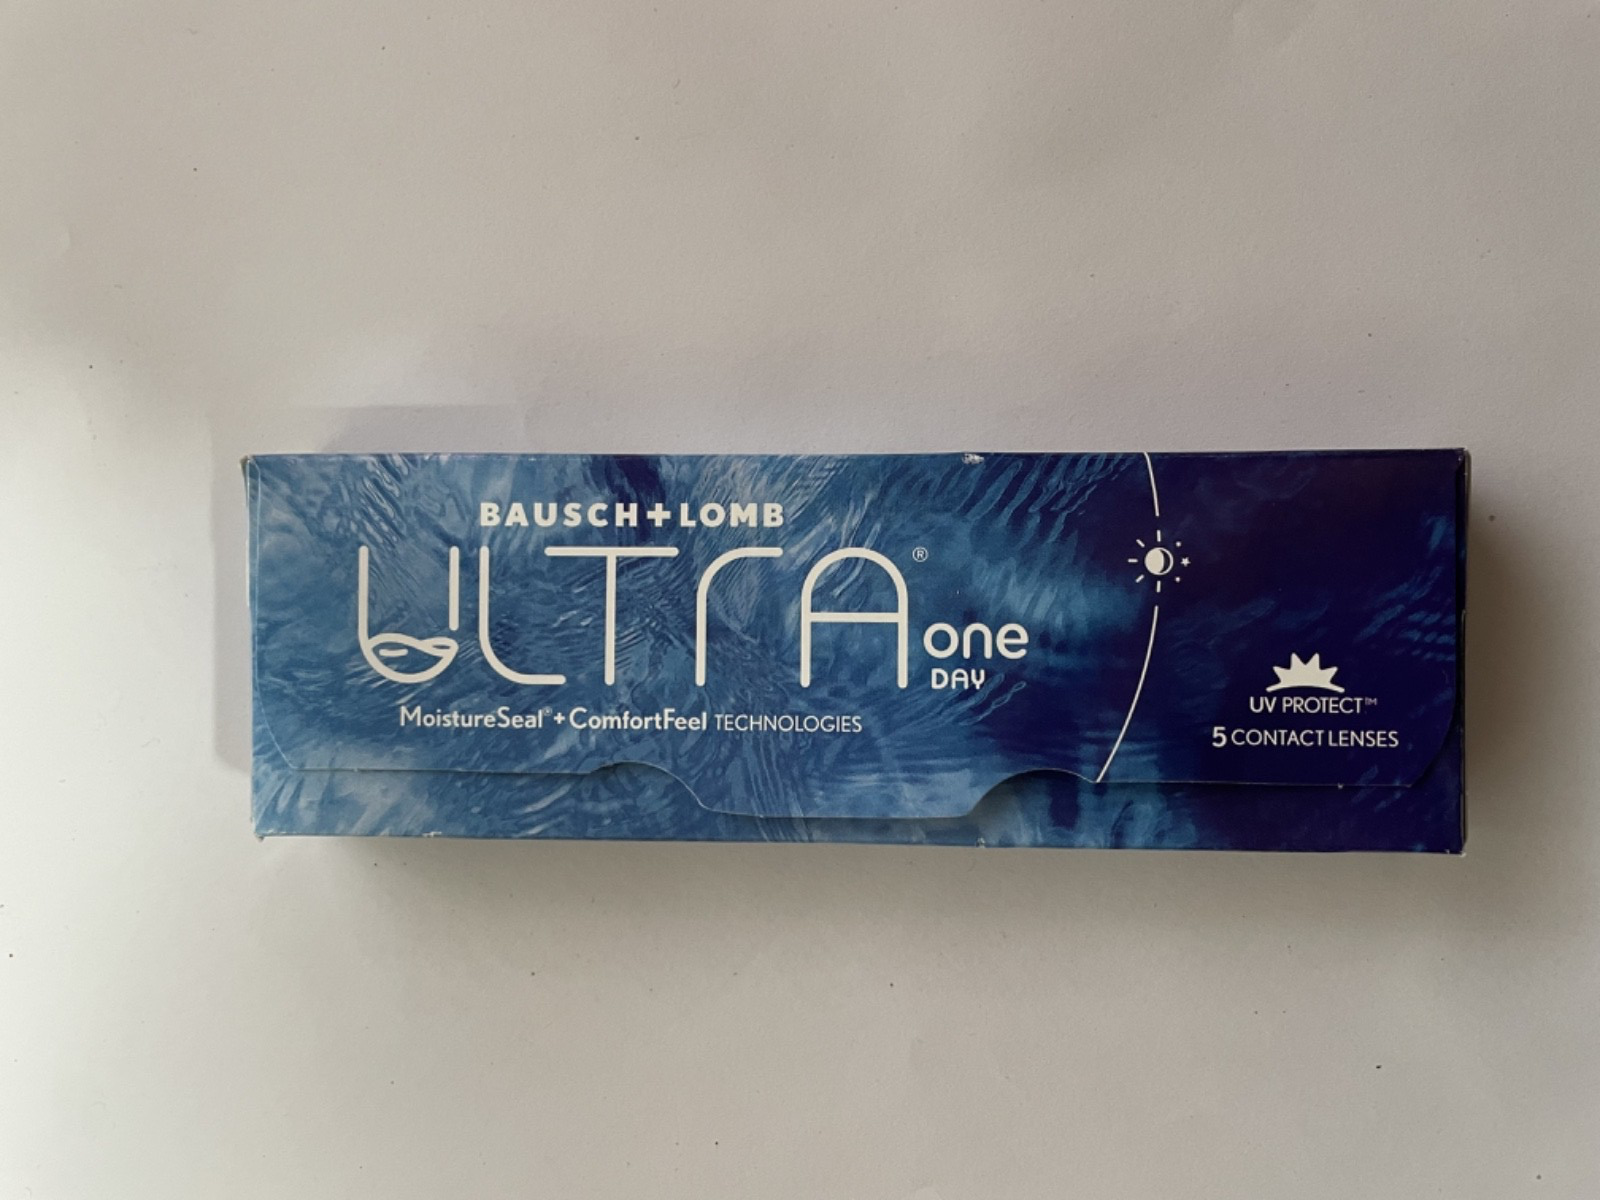 BAUSCH+LOMB
ULTRA®
one
DAY
MoistureSeal® + ComfortFeel TECHNOLOGIES
UV PROTECT™
5 CONTACT LENSES